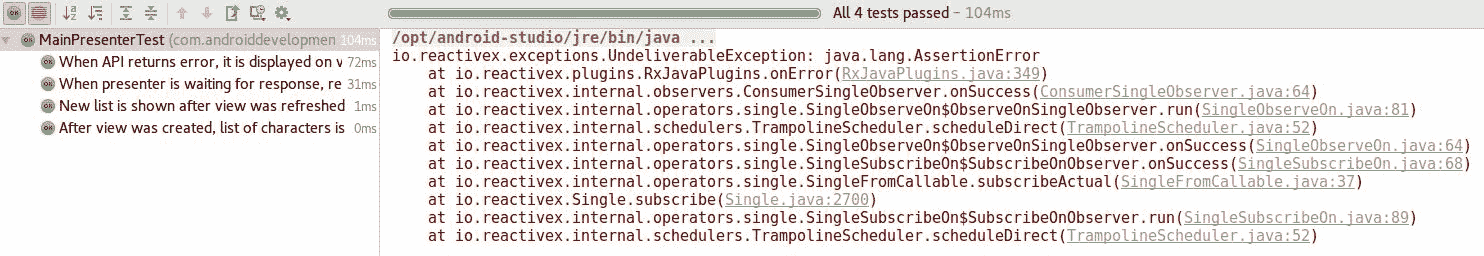 All 4 tests passed – 104ms
MainPresenterTest (com.androiddevelopmen 104ms
When API returns error, it is displayed on v 72ms
When presenter is waiting for response, re 31ms
New list is shown after view was refreshed 1ms
After view was created, list of characters is 0ms
/opt/android-studio/jre/bin/java ...
io.reactivex.exceptions.UndeliverableException: java.lang.AssertionError
at io.reactivex.plugins.RxJavaPlugins.onError(RxJavaPlugins.java:349)
at io.reactivex.internal.observers.ConsumerSingleObserver.onSuccess(ConsumerSingleObserver.java:64)
at io.reactivex.internal.operators.single.SingleObserveOn$ObserveOnSingleObserver.run(SingleObserveOn.java:81)
at io.reactivex.internal.schedulers.TrampolineScheduler.scheduleDirect(TrampolineScheduler.java:52)
at io.reactivex.internal.operators.single.SingleObserveOn$ObserveOnSingleObserver.onSuccess(SingleObserveOn.java:64)
at io.reactivex.internal.operators.single.SingleSubscribeOn$SubscribeOnObserver.onSuccess(SingleSubscribeOn.java:68)
at io.reactivex.internal.operators.single.SingleFromCallable.subscribeActual(SingleFromCallable.java:37)
at io.reactivex.Single.subscribe(Single.java:2700)
at io.reactivex.internal.operators.single.SingleSubscribeOn$SubscribeOnObserver.run(SingleSubscribeOn.java:89)
at io.reactivex.internal.schedulers.TrampolineScheduler.scheduleDirect(TrampolineScheduler.java:52)